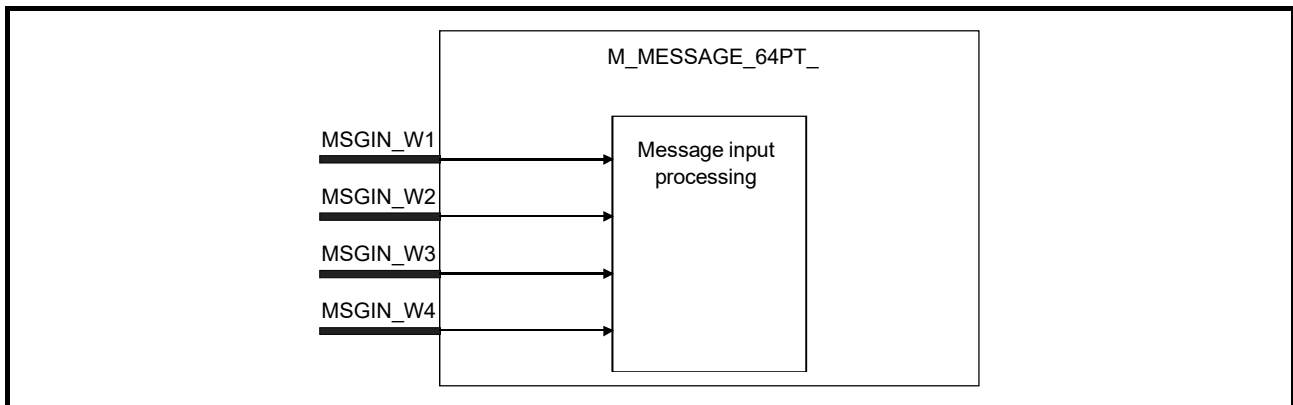 M_MESSAGE_64PT_
MSGIN_W1
Message input
processing
MSGIN_W2
MSGIN_W3
MSGIN_W4